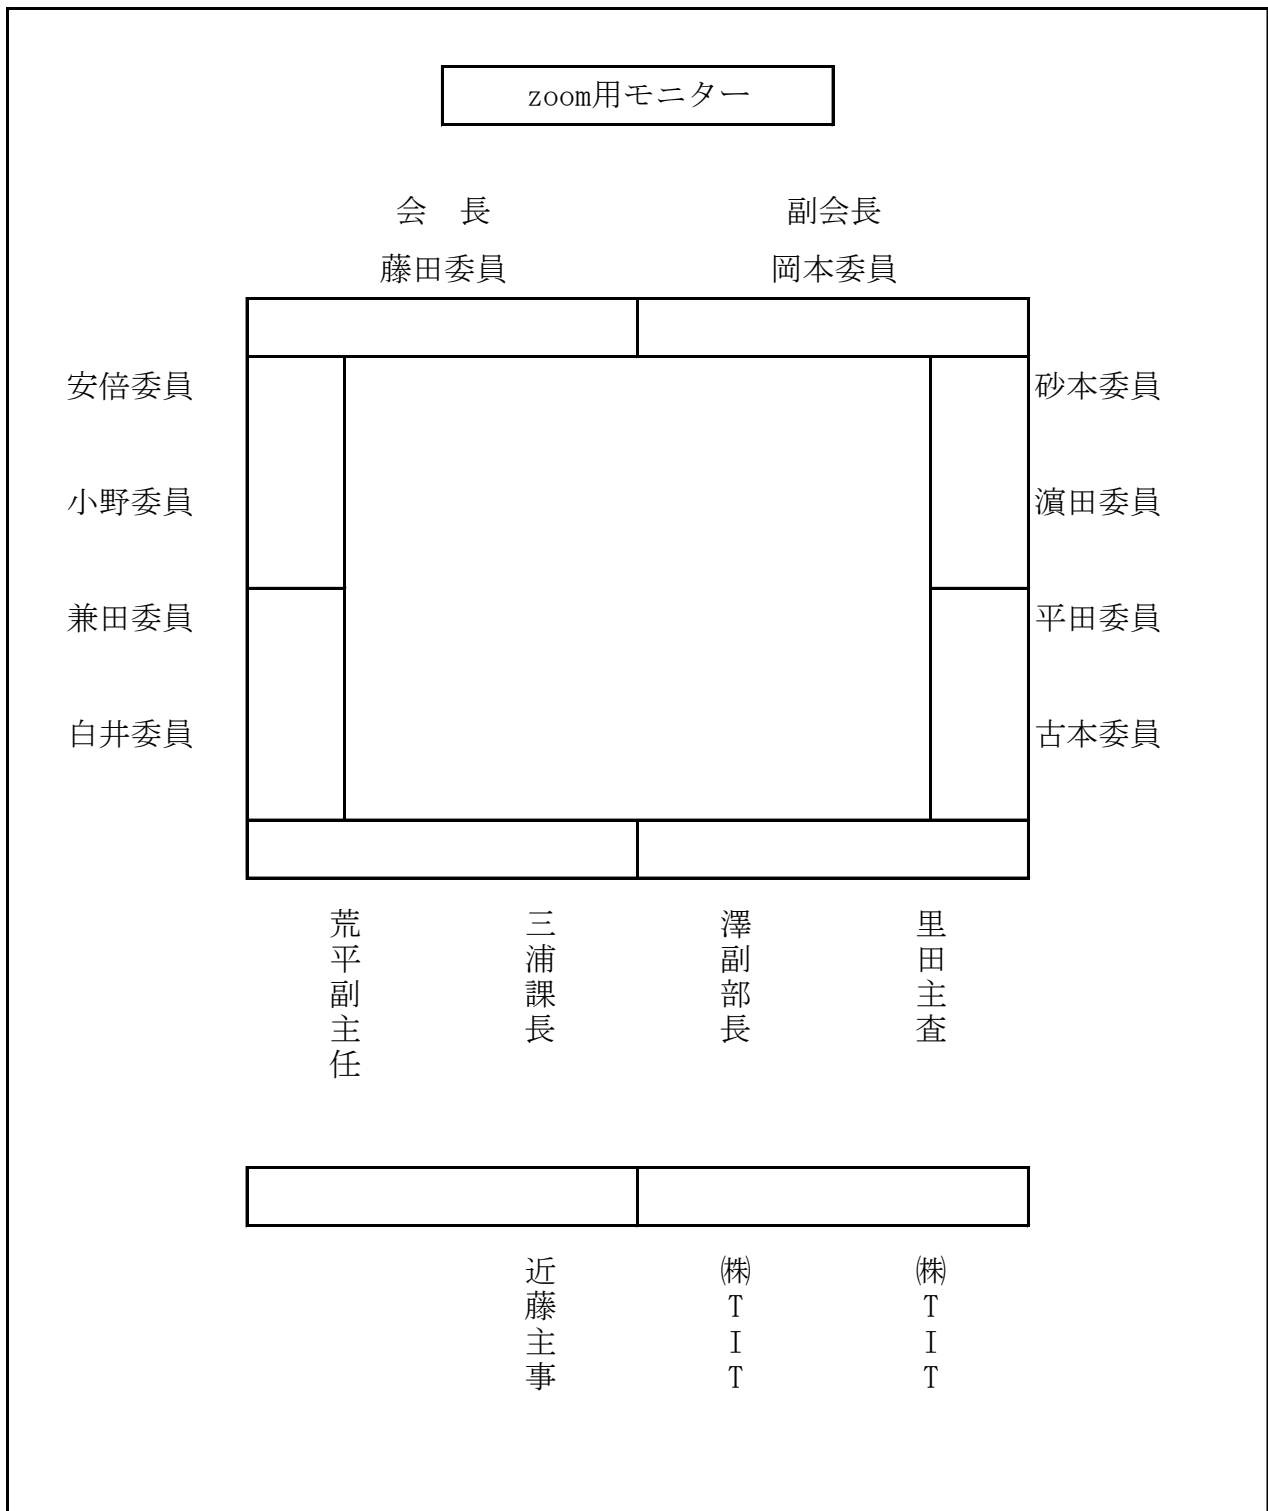 zoom用モニター
会　長
副会長
藤田委員
岡本委員
安倍委員
砂本委員
小野委員
濵田委員
兼田委員
平田委員
白井委員
古本委員
荒平副主任
三浦課長
澤副部長
里田主査
近藤主事
㈱ＴＩＴ
㈱ＴＩＴ